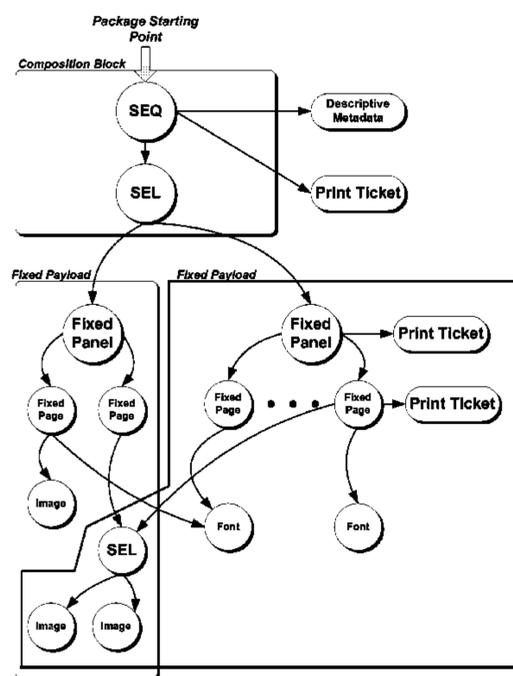 Package Starting
Point
Composition Block
SEQ
Descriptive
Metadata
SEL
Print Ticket
Fixed Payload
Fixed Payload
Fixed
Panel
Fixed
Panel
Print Ticket
Fixed
Page
Fixed
Page
Fixed
Page
Fixed
Page
Print Ticket
Image
Font
Font
SEL
Image
Image